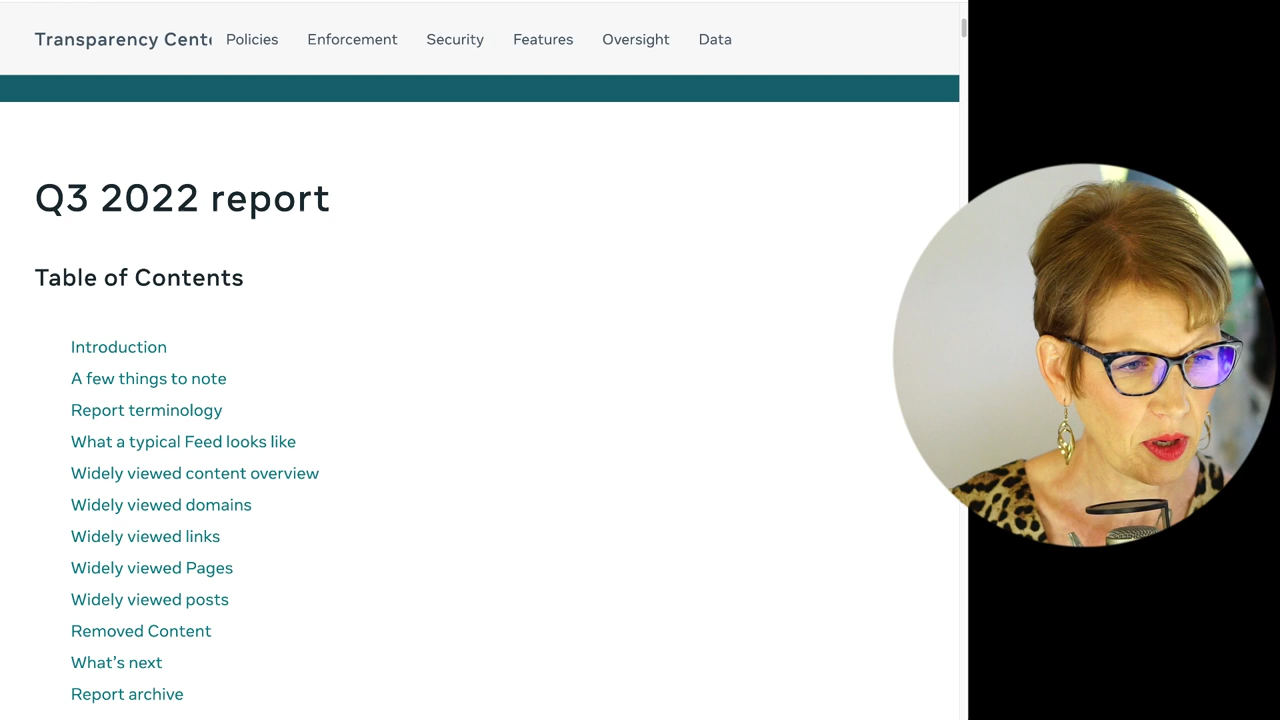 Transparency Cente Policies Enforcement Security Features Oversight Data
Q3 2022 report
Table of Contents
Introduction
A few things to note
Report terminology
What a typical Feed looks like
Widely viewed content overview
Widely viewed domains
Widely viewed links
Widely viewed Pages
Widely viewed posts
Removed Content
What’s next
Report archive